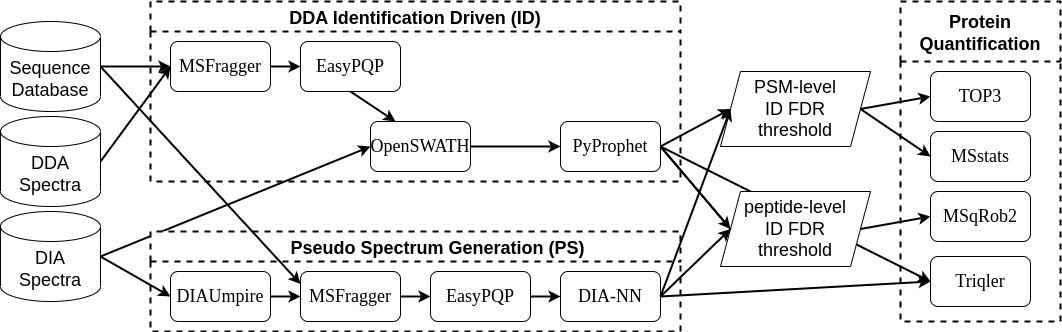 DDA Identification Driven (ID)
Sequence
Database
DDA
Spectra
DIA
Spectra
MSFragger
EasyPQP
OpenSWATH
PyProphet
Pseudo Spectrum Generation (PS)
DIAUmpire
MSFragger
EasyPQP
DIA-NN
PSM-level
ID FDR
threshold
peptide-level
ID FDR
threshold
Protein
Quantification
TOP3
MSstats
MSqRob2
Triqler